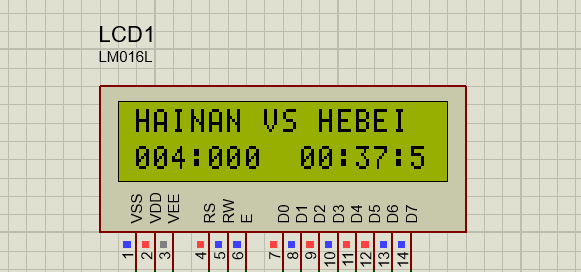 LCD1
LM016L
HAINAN VS HEBEI
004:000 00:37:5
VSS VDD VEE RS RW E D0 D1 D2 D3 D4 D5 D6 D7
1 2 3 4 5 6 7 8 9 10 11 12 13 14